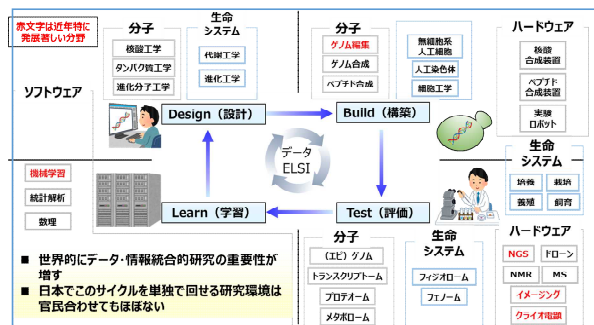 赤文字は近年特に
発展著しい分野
ソフトウェア
分子
核酸工学
タンパク質工学
進化分子工学
生命
システム
代謝工学
進化工学
分子
ゲノム編集
ゲノム合成
ペプチド合成
無細胞系
人工細胞
人工染色体
細胞工学
ハードウェア
核酸
合成装置
ペプチド
合成装置
実験
ロボット
Design（設計）
Build（構築）
データ
ELSI
Learn（学習）
Test（評価）
機械学習
統計解析
数理
生命
システム
培養
栽培
養殖
飼育
分子
（エピ）ゲノム
トランスクリプトーム
プロテオーム
メタボローム
生命
システム
フィジオローム
フェノーム
ハードウェア
NGS
ドローン
NMR
MS
イメージング
クライオ電顕
■ 世界的にデータ・情報統合的研究の重要性が
増す
■ 日本でこのサイクルを単独で回せる研究環境は
官民合わせてもほぼない